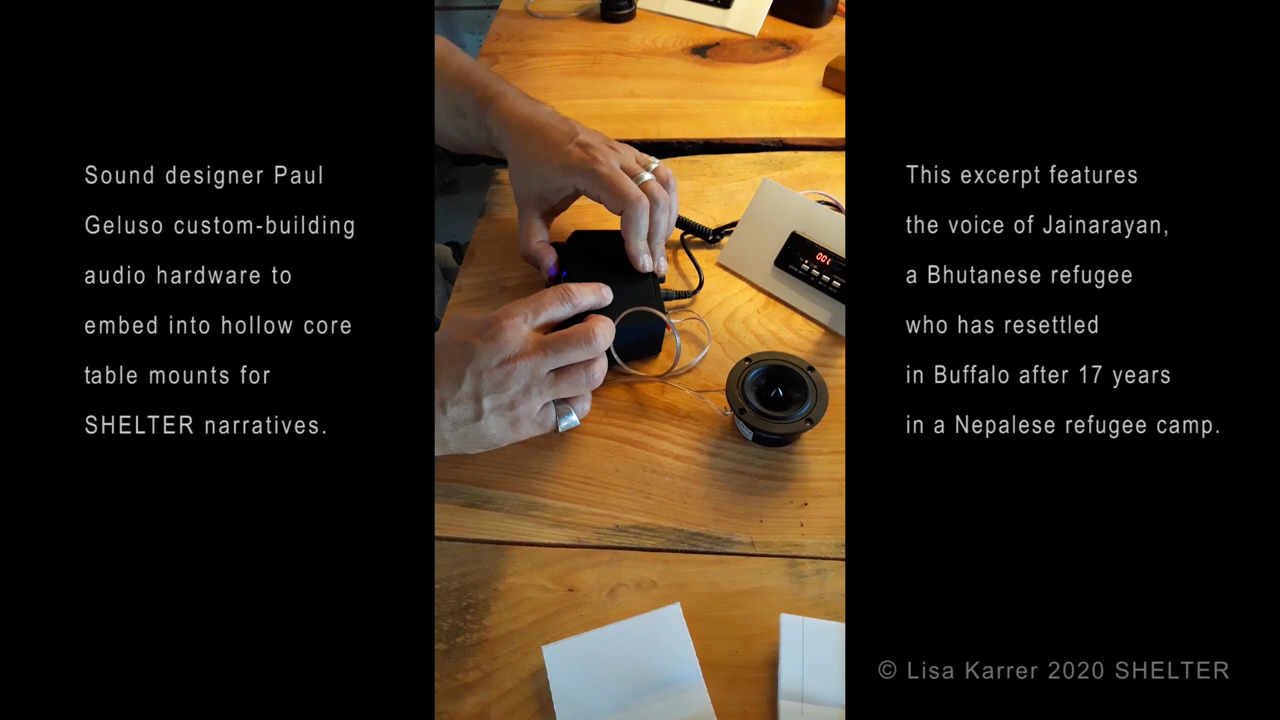 Sound designer Paul
Geluso custom-building
audio hardware to
embed into hollow core
table mounts for
SHELTER narratives.
This excerpt features
the voice of Jainarayan,
a Bhutanese refugee
who has resettled
in Buffalo after 17 years
in a Nepalese refugee camp.
© Lisa Karrer 2020 SHELTER